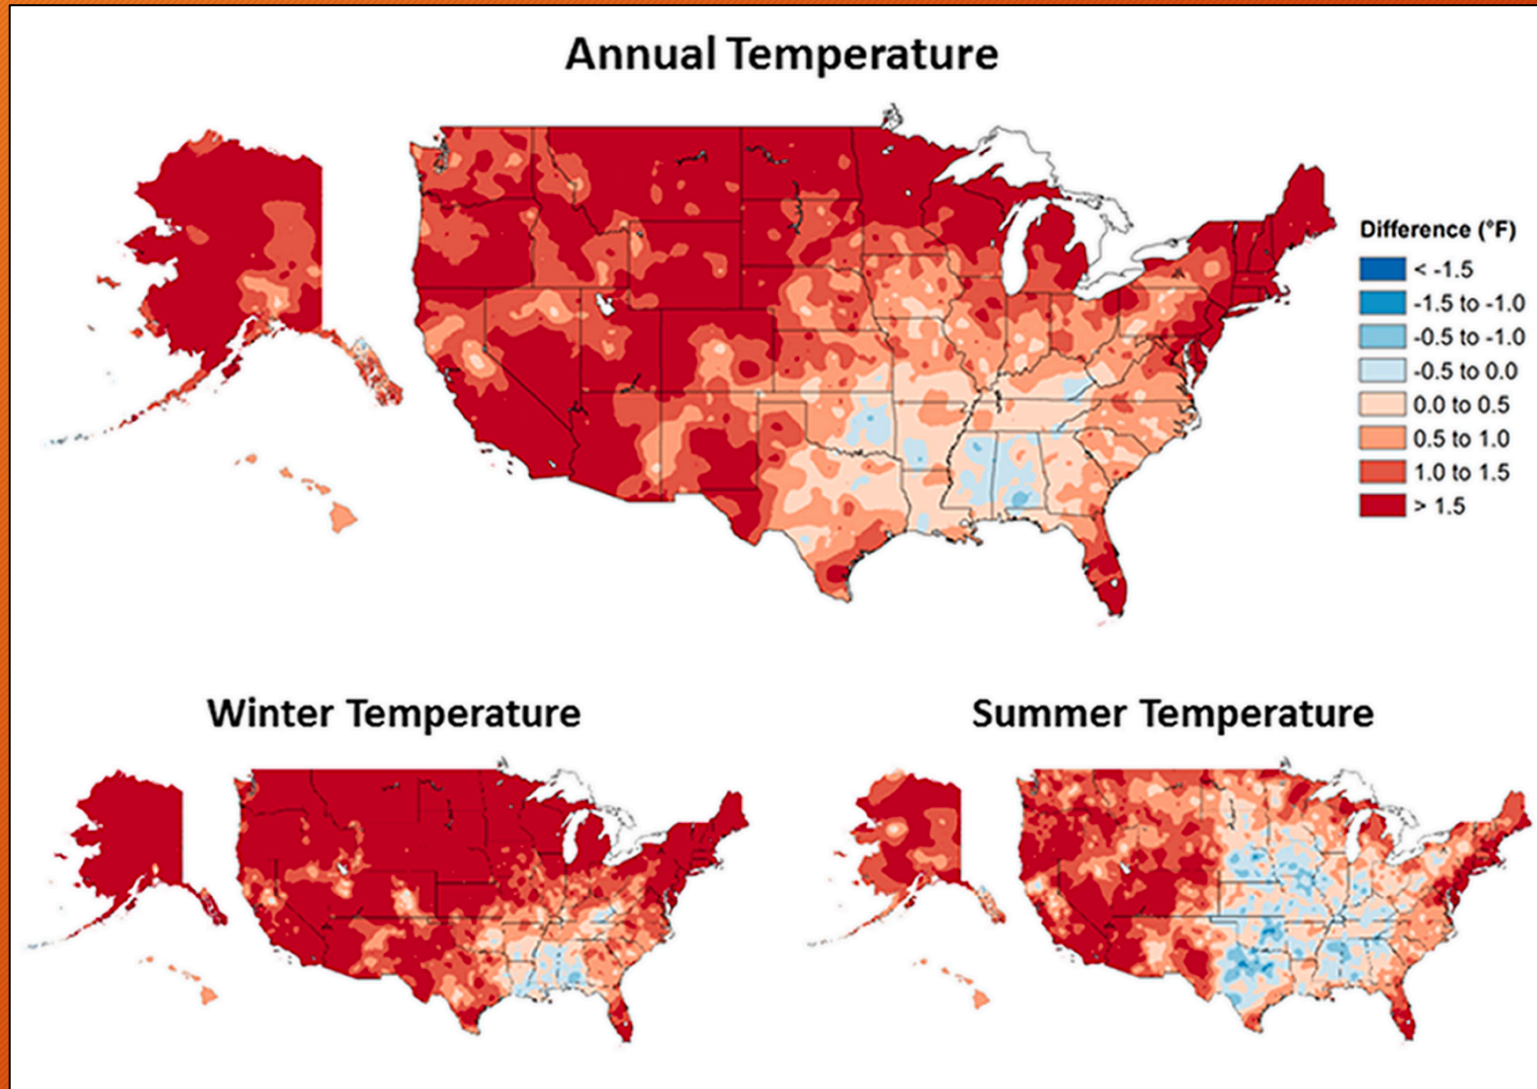 Annual Temperature
Difference (°F)
< -1.5
-1.5 to -1.0
-0.5 to -1.0
-0.5 to 0.0
0.0 to 0.5
0.5 to 1.0
1.0 to 1.5
> 1.5
Winter Temperature
Summer Temperature